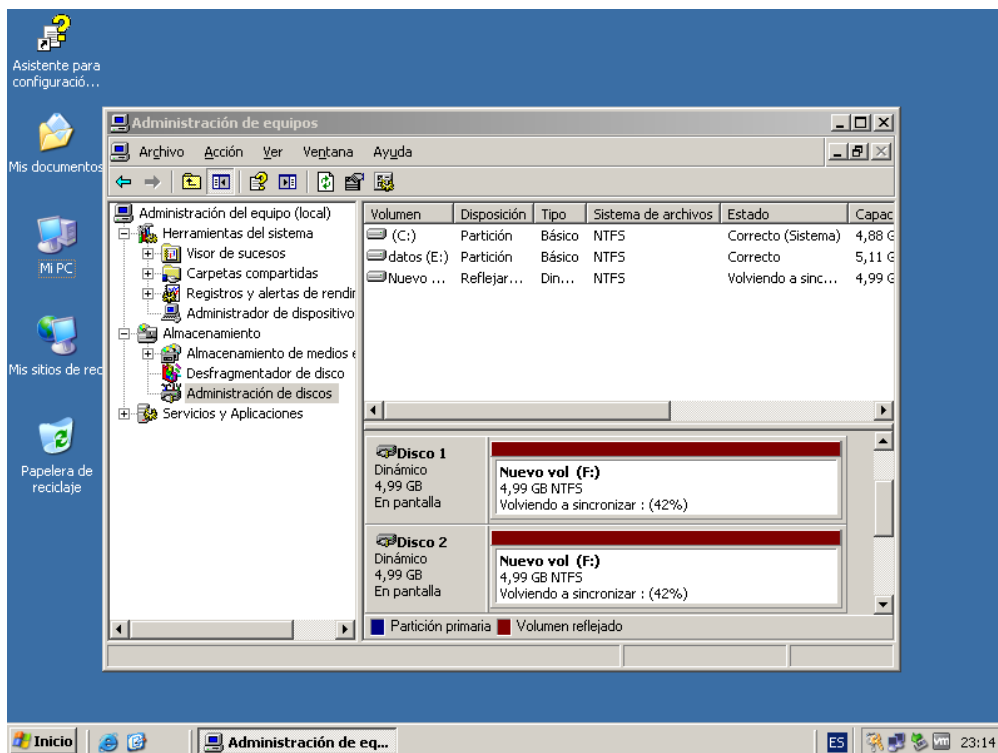 Asistente para
configuració...
Mis documentos
Mi PC
Mis sitios de rec
Papelera de
reciclaje
Administración de equipos
Archivo Acción Ver Ventana Ayuda
Administración del equipo (local)
Herramientas del sistema
Visor de sucesos
Carpetas compartidas
Registros y alertas de rendir
Administrador de dispositivo
Almacenamiento
Almacenamiento de medios e
Desfragmentador de disco
Administración de discos
Servicios y Aplicaciones
Volumen Disposición Tipo Sistema de archivos Estado Capac
(C:) Partición Básico NTFS Correcto (Sistema) 4,88 G
datos (E:) Partición Básico NTFS Correcto 5,11 G
Nuevo ... Reflejar... Din... NTFS Volviendo a sinc... 4,99 G
Disco 1
Dinámico
4,99 GB
En pantalla
Nuevo vol (F:)
4,99 GB NTFS
Volviendo a sincronizar : (42%)
Disco 2
Dinámico
4,99 GB
En pantalla
Nuevo vol (F:)
4,99 GB NTFS
Volviendo a sincronizar : (42%)
Partición primaria Volumen reflejado
Inicio Administración de eq... ES vm 23:14